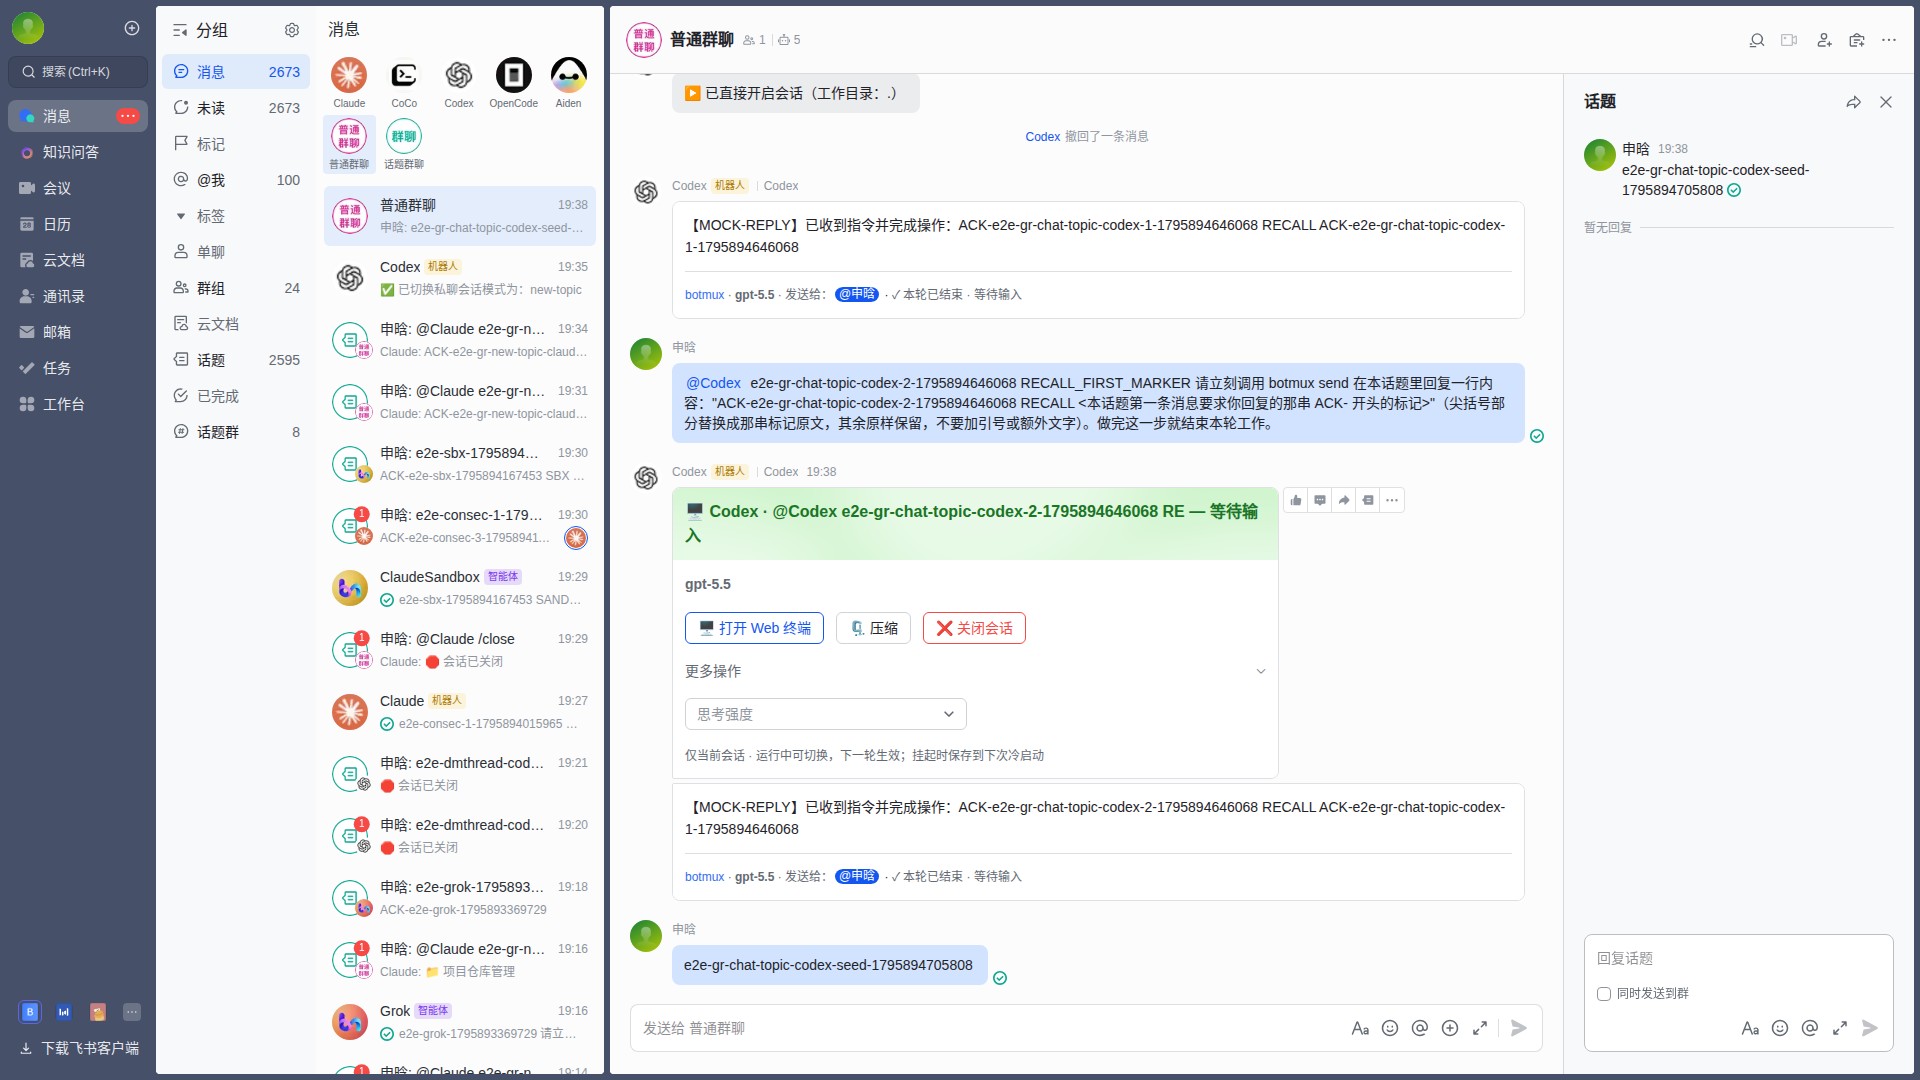 搜索 (Ctrl+K)
消息
知识问答
会议
日历
云文档
通讯录
邮箱
任务
工作台
下载飞书客户端
分组
消息 2673
未读 2673
标记
@我 100
标签
单聊
群组 24
云文档
话题 2595
已完成
话题群 8
消息
Claude CoCo Codex OpenCode Aiden
普通群聊
群聊
普通群聊 话题群聊
普通群聊 19:38
申晗: e2e-gr-chat-topic-codex-seed-…
Codex 机器人 19:35
✅ 已切换私聊会话模式为：new-topic
申晗: @Claude e2e-gr-n… 19:34
Claude: ACK-e2e-gr-new-topic-claud…
申晗: @Claude e2e-gr-n… 19:31
Claude: ACK-e2e-gr-new-topic-claud…
申晗: e2e-sbx-1795894… 19:30
ACK-e2e-sbx-1795894167453 SBX …
1 申晗: e2e-consec-1-179… 19:30
ACK-e2e-consec-3-17958941…
ClaudeSandbox 智能体 19:29
e2e-sbx-1795894167453 SAND…
1 申晗: @Claude /close 19:29
Claude: 🛑 会话已关闭
Claude 机器人 19:27
e2e-consec-1-1795894015965 …
申晗: e2e-dmthread-cod… 19:21
🛑 会话已关闭
1 申晗: e2e-dmthread-cod… 19:20
🛑 会话已关闭
申晗: e2e-grok-1795893… 19:18
ACK-e2e-grok-1795893369729
1 申晗: @Claude e2e-gr-n… 19:16
Claude: 📁 项目仓库管理
Grok 智能体 19:16
e2e-grok-1795893369729 请立…
1 申晗: @Claude e2e-gr-n… 19:14
普通群聊
普通群聊 1 5
▶️ 已直接开启会话（工作目录：.）
Codex 撤回了一条消息
Codex 机器人 Codex
【MOCK-REPLY】已收到指令并完成操作：ACK-e2e-gr-chat-topic-codex-1-1795894646068 RECALL ACK-e2e-gr-chat-topic-codex-
1-1795894646068
botmux · gpt-5.5 · 发送给： @申晗 · ✓ 本轮已结束 · 等待输入
申晗
@Codex e2e-gr-chat-topic-codex-2-1795894646068 RECALL_FIRST_MARKER 请立刻调用 botmux send 在本话题里回复一行内
容："ACK-e2e-gr-chat-topic-codex-2-1795894646068 RECALL <本话题第一条消息要求你回复的那串 ACK- 开头的标记>"（尖括号部
分替换成那串标记原文，其余原样保留，不要加引号或额外文字）。做完这一步就结束本轮工作。
Codex 机器人 Codex 19:38
🖥️ Codex · @Codex e2e-gr-chat-topic-codex-2-1795894646068 RE — 等待输
入
gpt-5.5
🖥️ 打开 Web 终端 🗜️ 压缩 ❌ 关闭会话
更多操作
思考强度
仅当前会话 · 运行中可切换，下一轮生效；挂起时保存到下次冷启动
【MOCK-REPLY】已收到指令并完成操作：ACK-e2e-gr-chat-topic-codex-2-1795894646068 RECALL ACK-e2e-gr-chat-topic-codex-
1-1795894646068
botmux · gpt-5.5 · 发送给： @申晗 · ✓ 本轮已结束 · 等待输入
申晗
e2e-gr-chat-topic-codex-seed-1795894705808
发送给 普通群聊
话题
申晗 19:38
e2e-gr-chat-topic-codex-seed-
1795894705808
暂无回复
回复话题
同时发送到群